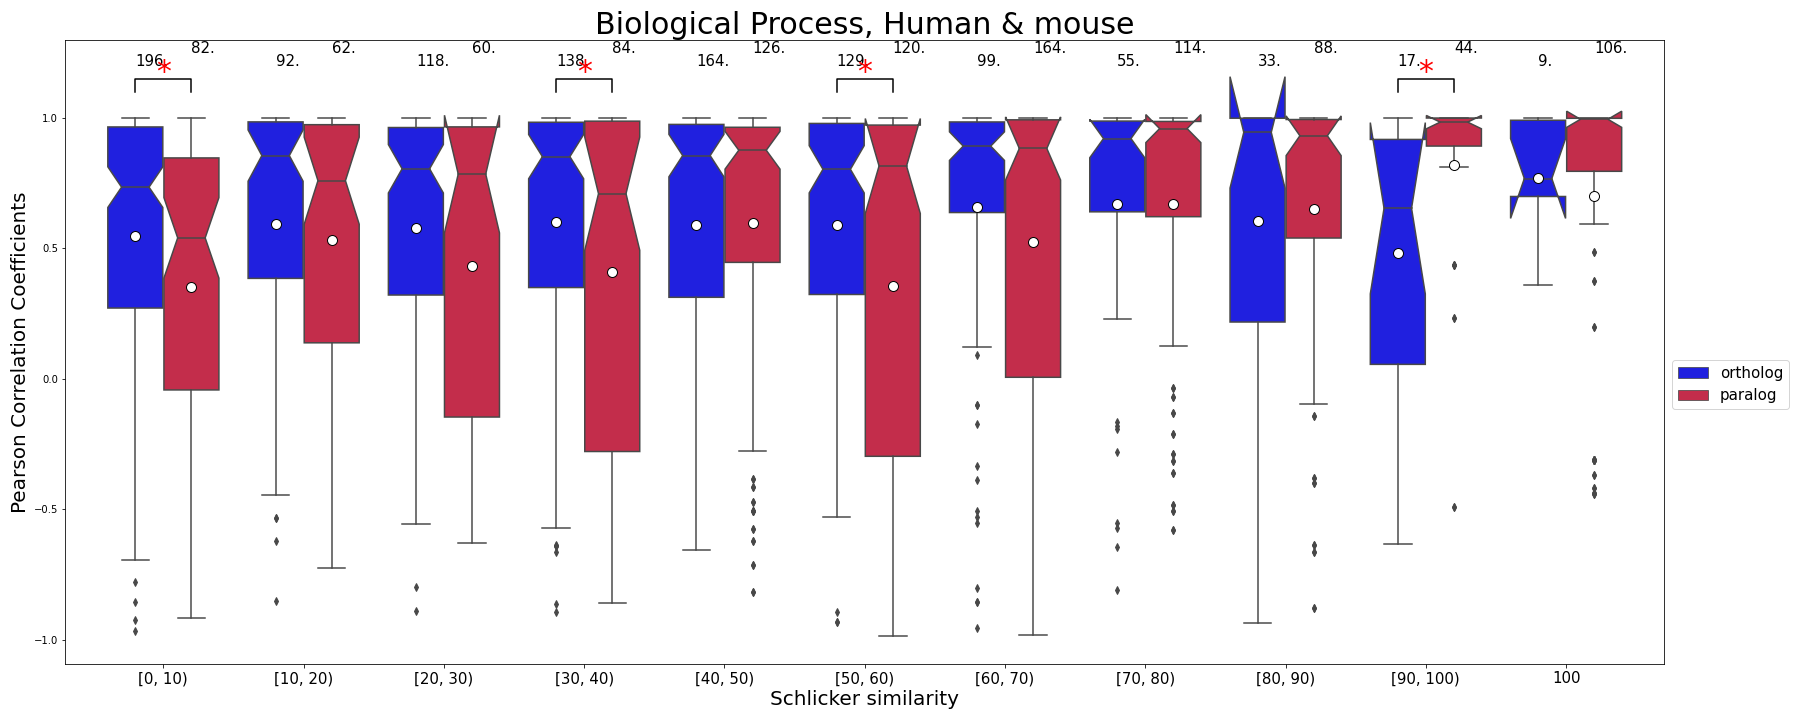 Biological Process, Human & mouse
82. 62. 60. 84. 126. 120. 164. 114. 88. 44. 106.
196. 92. 118. 138. 164. 129. 99. 55. 33. 17. 9.
* * * *
1.0
0.5
0.0
−0.5
−1.0
Pearson Correlation Coefficients
ortholog
paralog
[0, 10) [10, 20) [20, 30) [30, 40) [40, 50) [50, 60) [60, 70) [70, 80) [80, 90) [90, 100) 100
Schlicker similarity